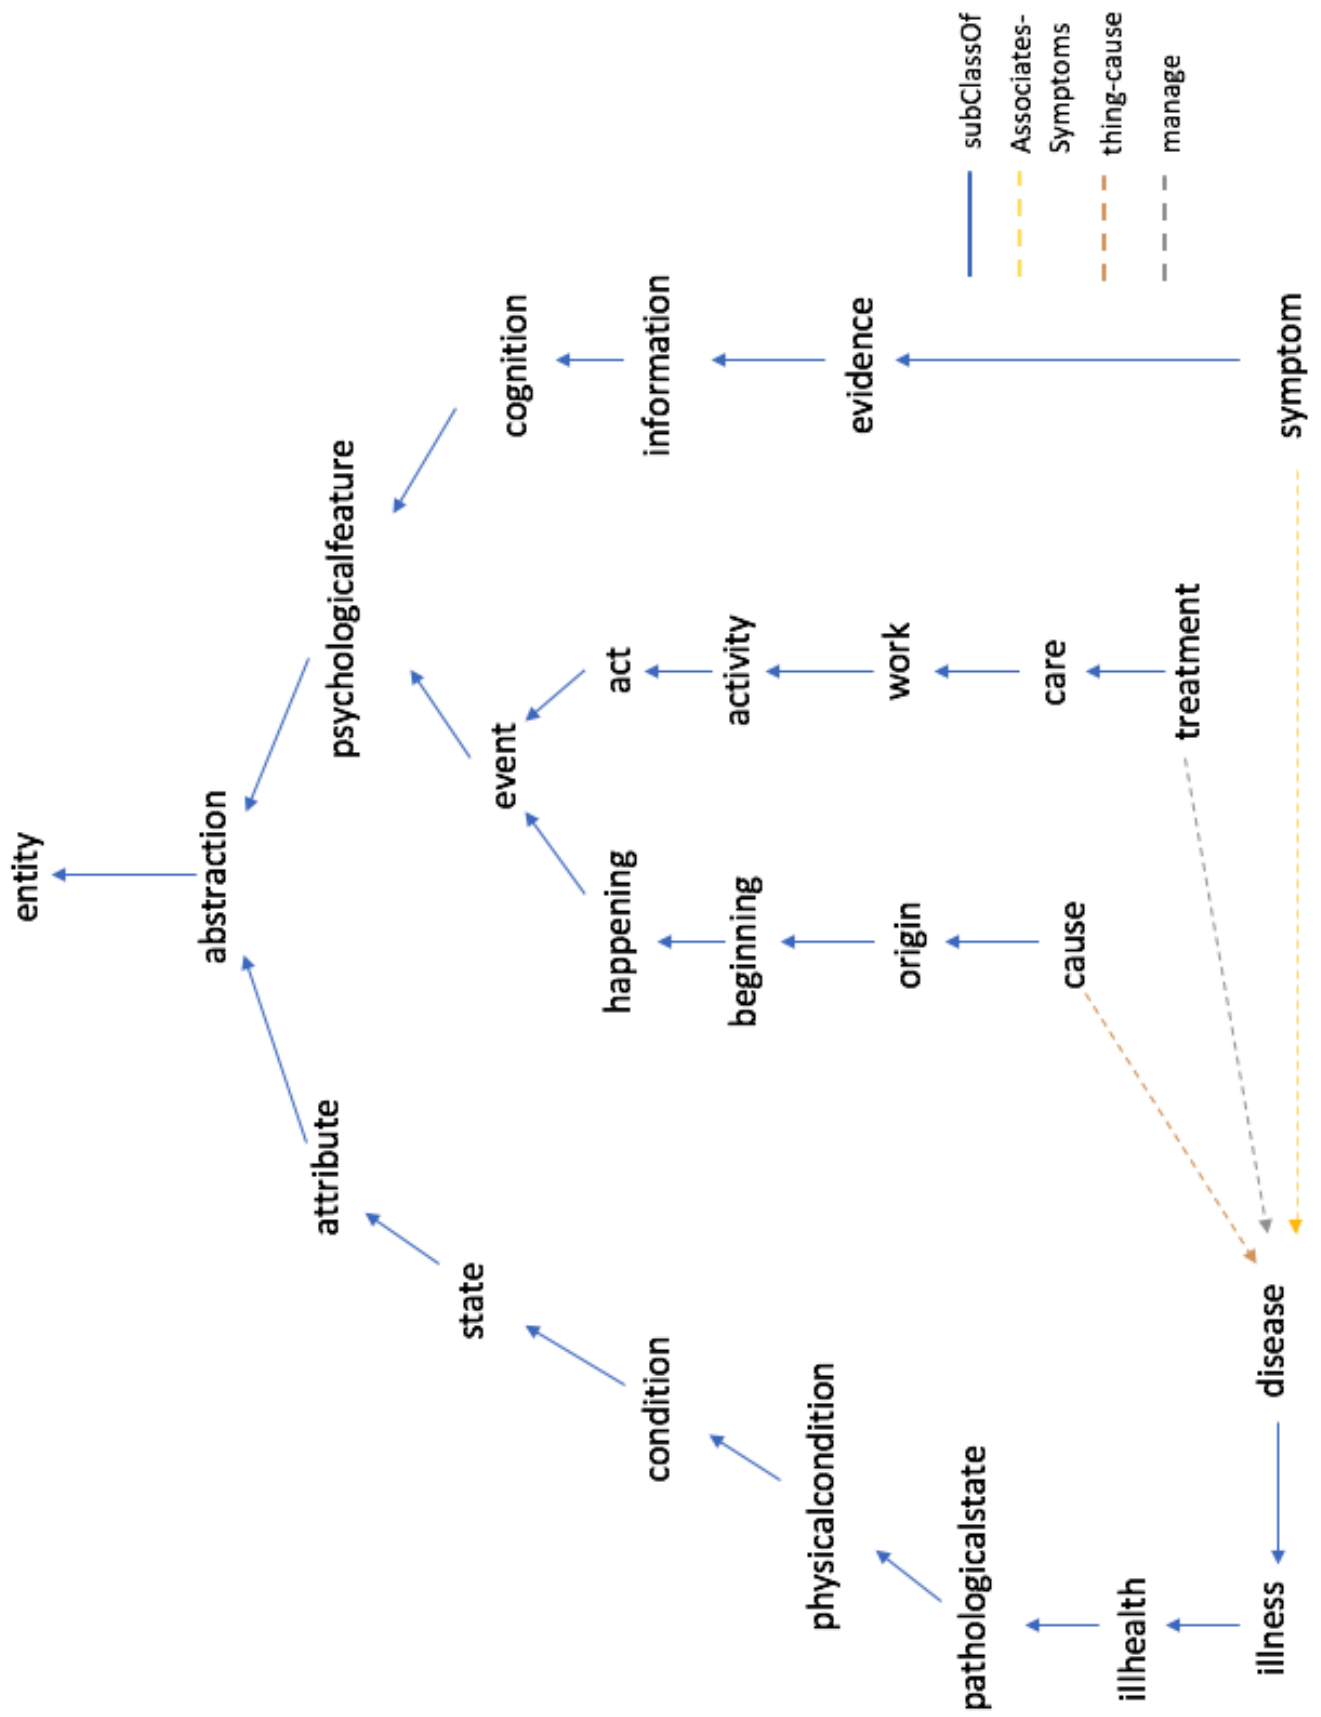 entity
abstraction
attribute
psychologicalfeature
state
event
cognition
condition
happening
act
information
physicalcondition
beginning
activity
evidence
pathologicalstate
origin
work
illhealth
cause
care
illness
disease
treatment
symptom
subClassOf
Associates-
Symptoms
thing-cause
manage